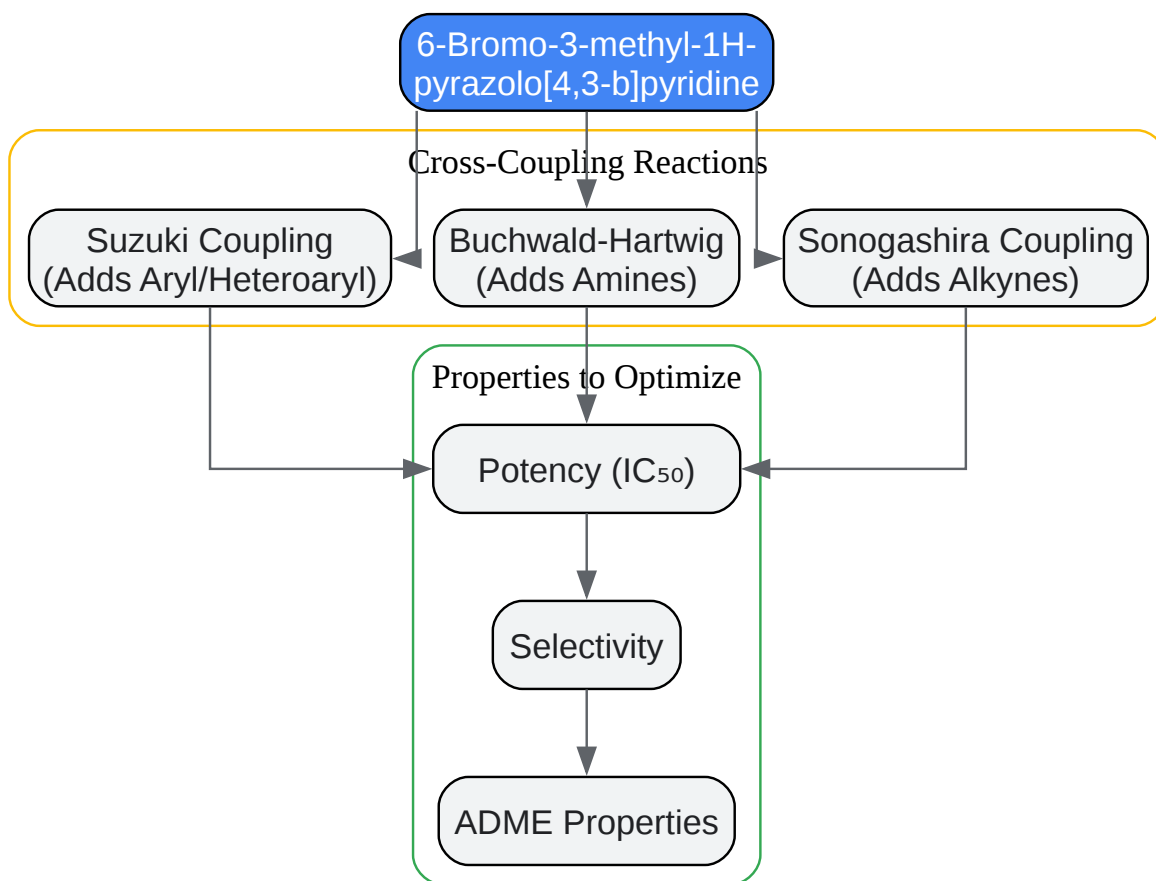 6-Bromo-3-methyl-1H-
pyrazolo[4,3-b]pyridine
Cross-Coupling Reactions
Suzuki Coupling
(Adds Aryl/Heteroaryl)
Buchwald-Hartwig
(Adds Amines)
Sonogashira Coupling
(Adds Alkynes)
Properties to Optimize
Potency (IC₅₀)
Selectivity
ADME Properties